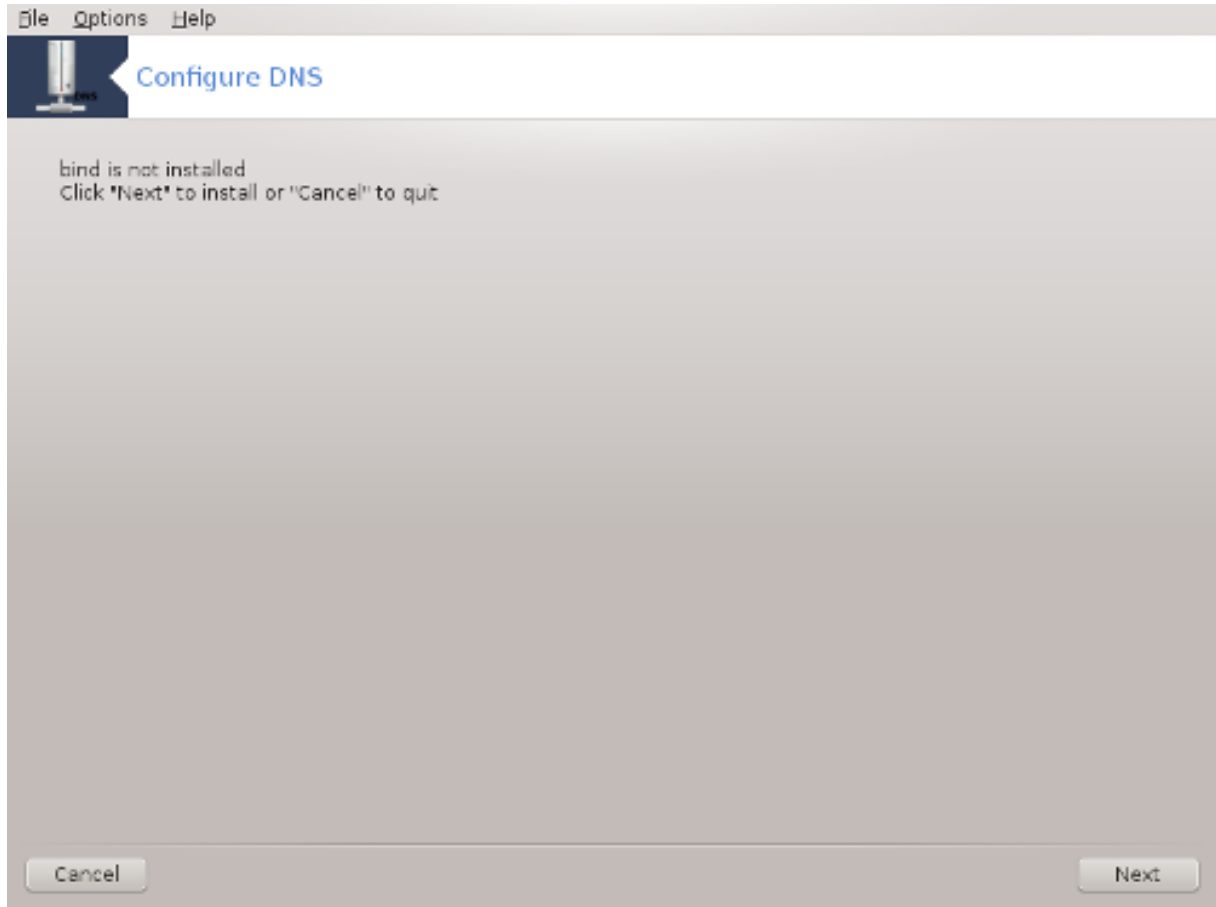 File Options Help
DNS
Configure DNS
bind is not installed
Click "Next" to install or "Cancel" to quit
Cancel Next